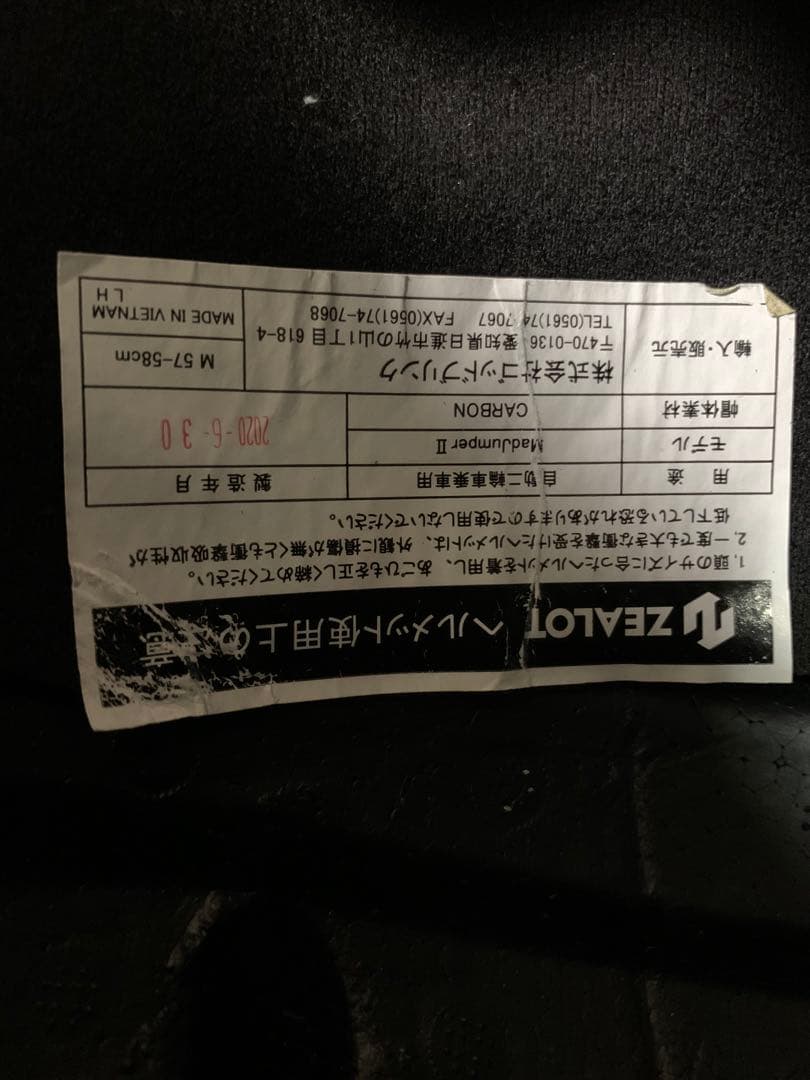 ZEALOT ヘルメット使用上の注意
1. 頭のサイズに合ったヘルメットを着用し、あごひもを正しく締めてください。
2. 一度でも大きな衝撃を受けたヘルメットは、外観に損傷が無くとも衝撃吸収性が
低下している恐れがありますので使用しないでください。
用途 自動二輪車乗車用 製造年月
モデル MadJumper II
帽体素材 CARBON
2020-6-30
輸入・販売元
株式会社ゴッドブリンク
〒470-0136 愛知県日進市竹の山1丁目618-4
TEL(0561)74-7067 FAX(0561)74-7068
M 57-58cm
MADE IN VIETNAM
L H